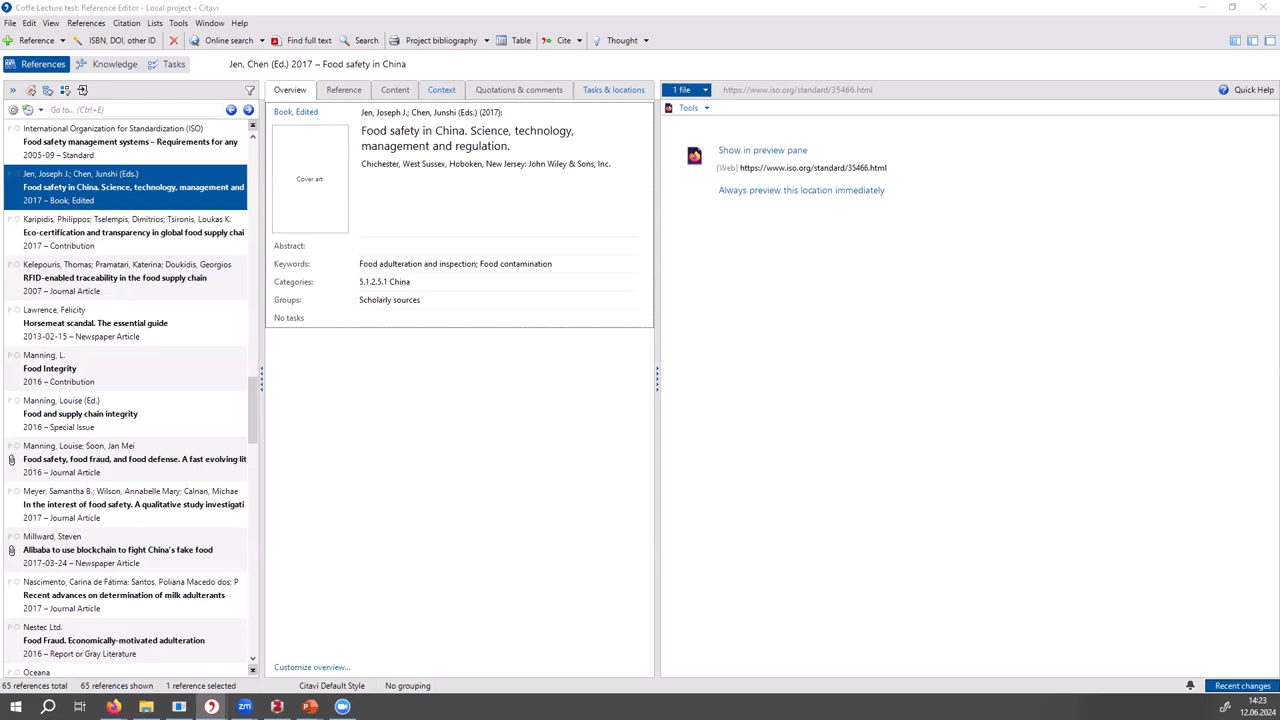 Coffe Lecture test: Reference Editor - Local project - Citavi
File Edit View References Citation Lists Tools Window Help
Reference ISBN, DOI, other ID Online search Find full text Search Project bibliography Table Cite Thought
References Knowledge Tasks Jen, Chen (Ed.) 2017 – Food safety in China
Overview Reference Content Context Quotations & comments Tasks & locations
1 file https://www.iso.org/standard/35466.html Quick Help
Go to... (Ctrl+E)
Tools
International Organization for Standardization (ISO)
Food safety management systems – Requirements for any
2005-09 – Standard
Jen, Joseph J.; Chen, Junshi (Eds.)
Food safety in China. Science, technology, management and
2017 – Book, Edited
Karipidis, Philippos; Tselempis, Dimitrios; Tsironis, Loukas K.
Eco-certification and transparency in global food supply chai
2017 – Contribution
Kelepouris, Thomas; Pramatari, Katerina; Doukidis, Georgios
RFID-enabled traceability in the food supply chain
2007 – Journal Article
Lawrence, Felicity
Horsemeat scandal. The essential guide
2013-02-15 – Newspaper Article
Manning, L.
Food Integrity
2016 – Contribution
Manning, Louise (Ed.)
Food and supply chain integrity
2016 – Special Issue
Manning, Louise; Soon, Jan Mei
Food safety, food fraud, and food defense. A fast evolving lit
2016 – Journal Article
Meyer, Samantha B.; Wilson, Annabelle Mary; Calnan, Michae
In the interest of food safety. A qualitative study investigati
2017 – Journal Article
Millward, Steven
Alibaba to use blockchain to fight China's fake food
2017-03-24 – Newspaper Article
Nascimento, Carina de Fátima; Santos, Poliana Macedo dos; P
Recent advances on determination of milk adulterants
2017 – Journal Article
Nestec Ltd.
Food Fraud. Economically-motivated adulteration
2016 – Report or Gray Literature
Oceana
Book, Edited
Cover art
Jen, Joseph J.; Chen, Junshi (Eds.) (2017):
Food safety in China. Science, technology,
management and regulation.
Chichester, West Sussex, Hoboken, New Jersey: John Wiley & Sons, Inc.
Abstract:
Keywords: Food adulteration and inspection; Food contamination
Categories: 5.1.2.5.1 China
Groups: Scholarly sources
No tasks
Customize overview...
Show in preview pane
[Web] https://www.iso.org/standard/35466.html
Always preview this location immediately
65 references total 65 references shown 1 reference selected Citavi Default Style No grouping Recent changes
zm
14:23
12.06.2024